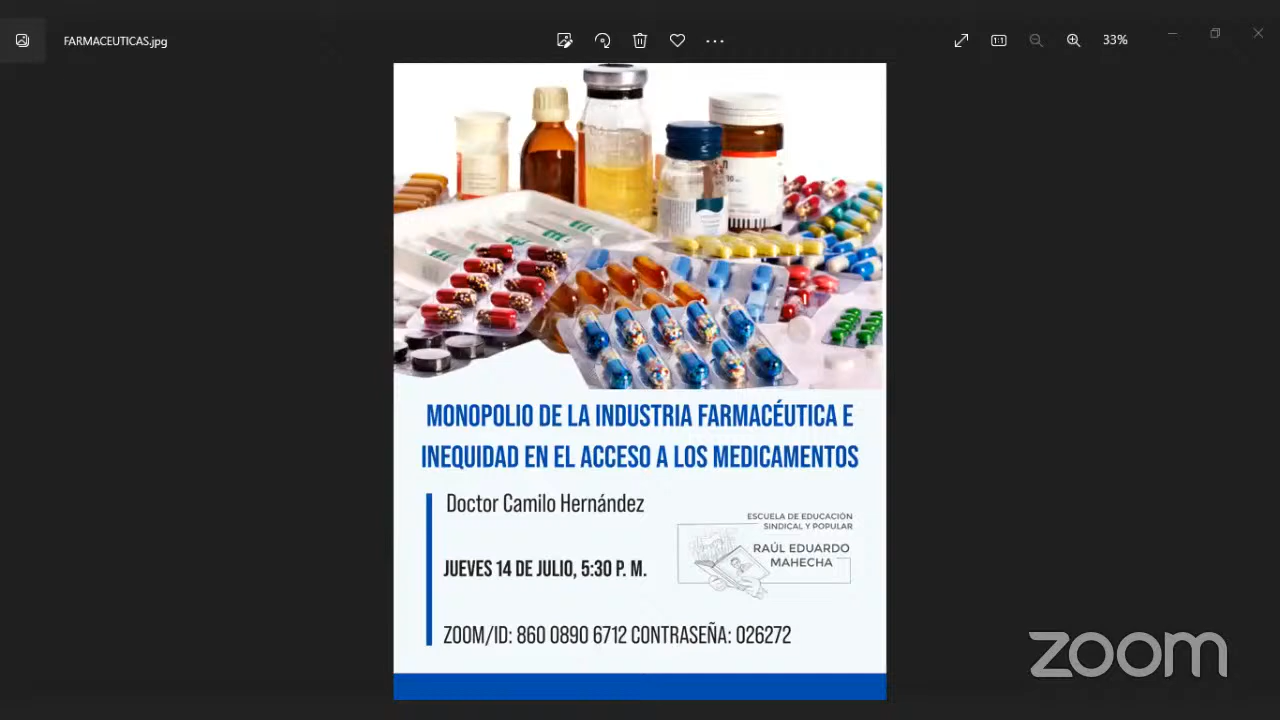 FARMACEUTICAS.jpg
33%
MONOPOLIO DE LA INDUSTRIA FARMACÉUTICA E
INEQUIDAD EN EL ACCESO A LOS MEDICAMENTOS
Doctor Camilo Hernández
ESCUELA DE EDUCACIÓN
SINDICAL Y POPULAR
RAÚL EDUARDO
MAHECHA
JUEVES 14 DE JULIO, 5:30 P. M.
ZOOM/ID: 860 0890 6712 CONTRASEÑA: 026272
zoom